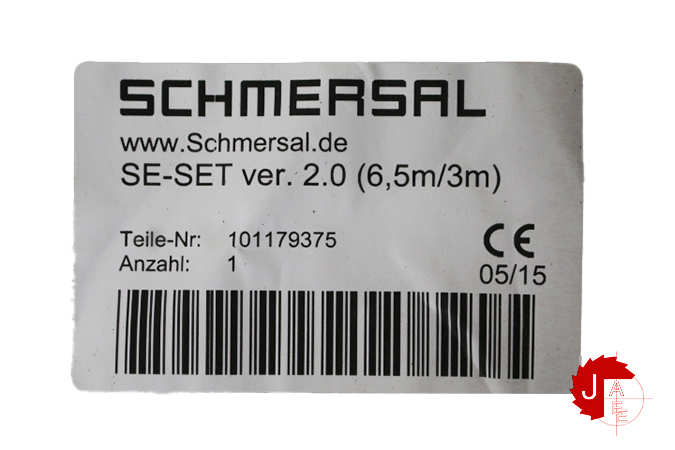 SCHMERSAL
www.Schmersal.de
SE-SET ver. 2.0 (6,5m/3m)
Teile-Nr: 101179375
Anzahl: 1
CE
05/15
J
A
E
E